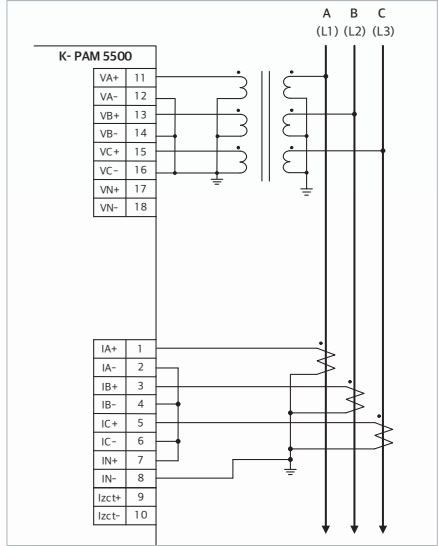 A B C
(L1) (L2) (L3)
K- PAM 5500
VA+ 11
VA- 12
VB+ 13
VB- 14
VC+ 15
VC- 16
VN+ 17
VN- 18
IA+ 1
IA- 2
IB+ 3
IB- 4
IC+ 5
IC- 6
IN+ 7
IN- 8
Izct+ 9
Izct- 10